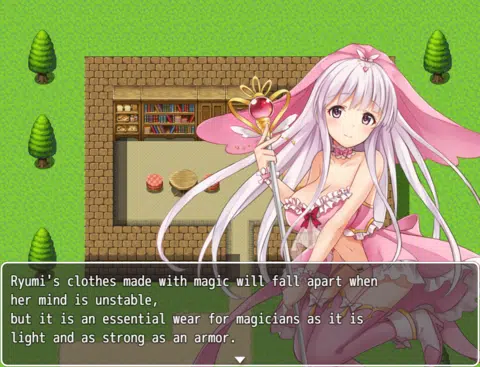 Ryumi's clothes made with magic will fall apart when
her mind is unstable,
but it is an essential wear for magicians as it is
light and as strong as an armor.